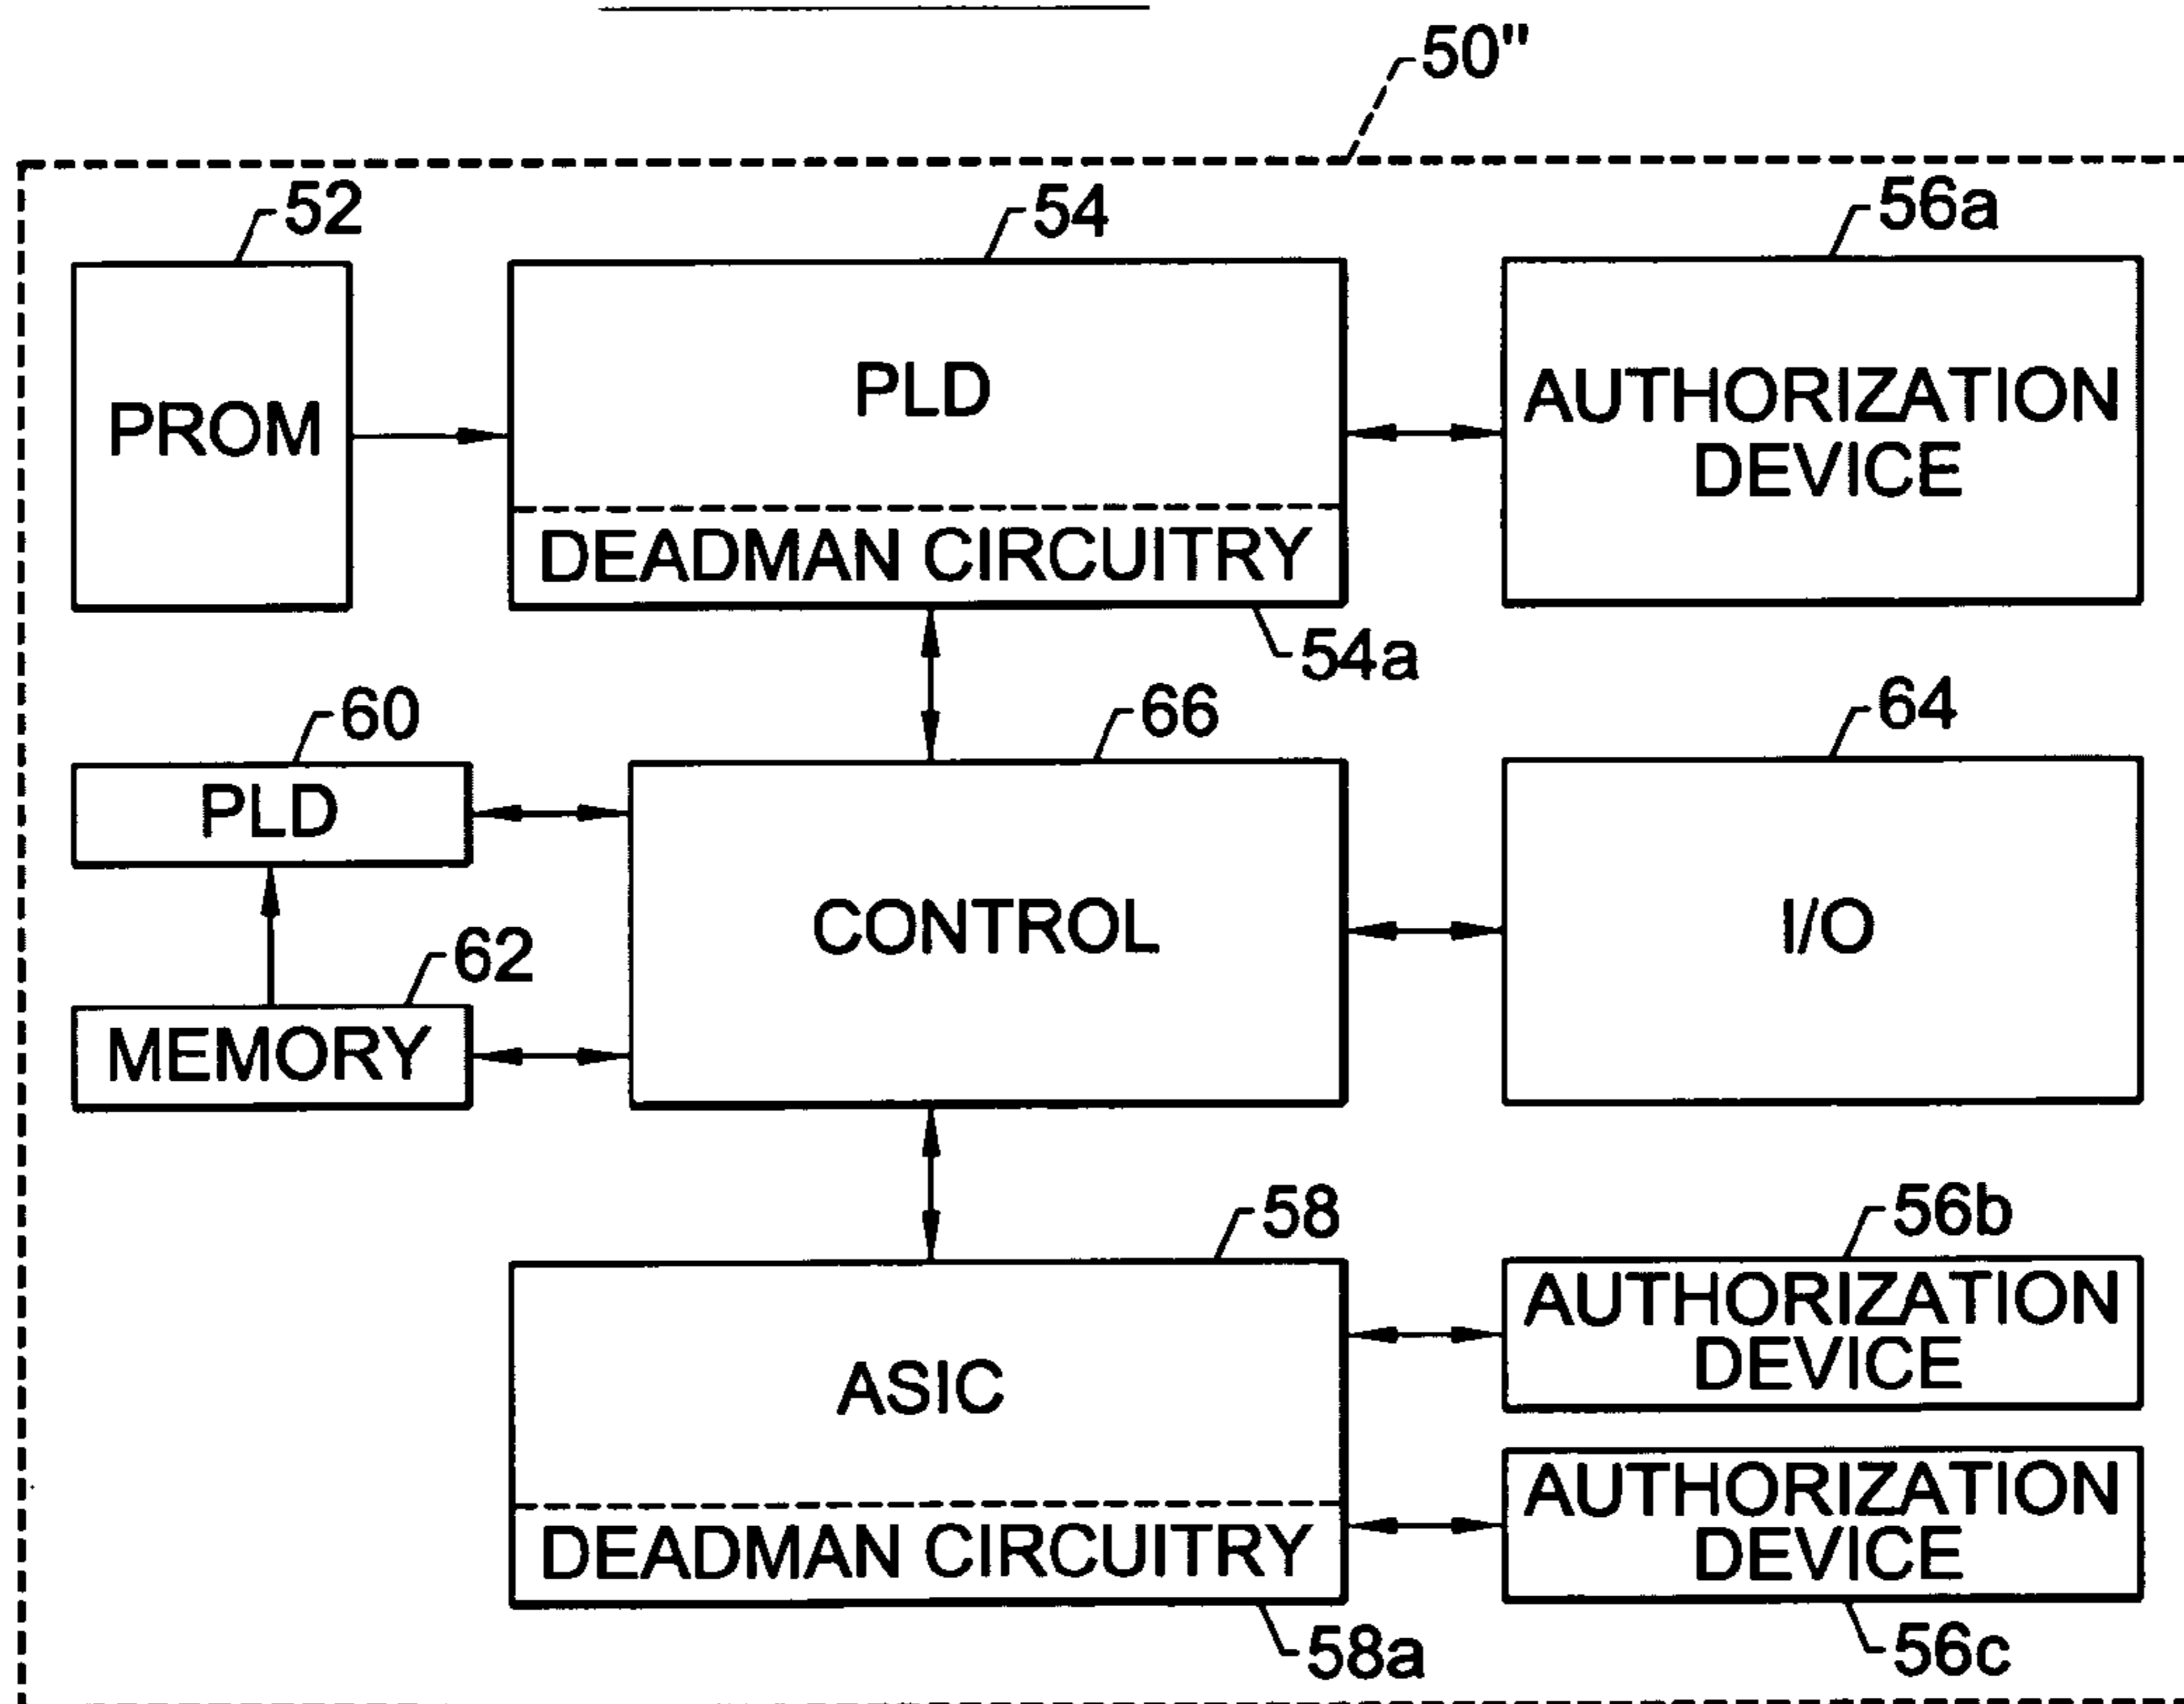 50"
52
54
56a
PROM
PLD
AUTHORIZATION
DEVICE
DEADMAN CIRCUITRY
54a
60
66
64
PLD
CONTROL
I/O
62
MEMORY
58
56b
ASIC
AUTHORIZATION
DEVICE
DEADMAN CIRCUITRY
AUTHORIZATION
DEVICE
58a
56c